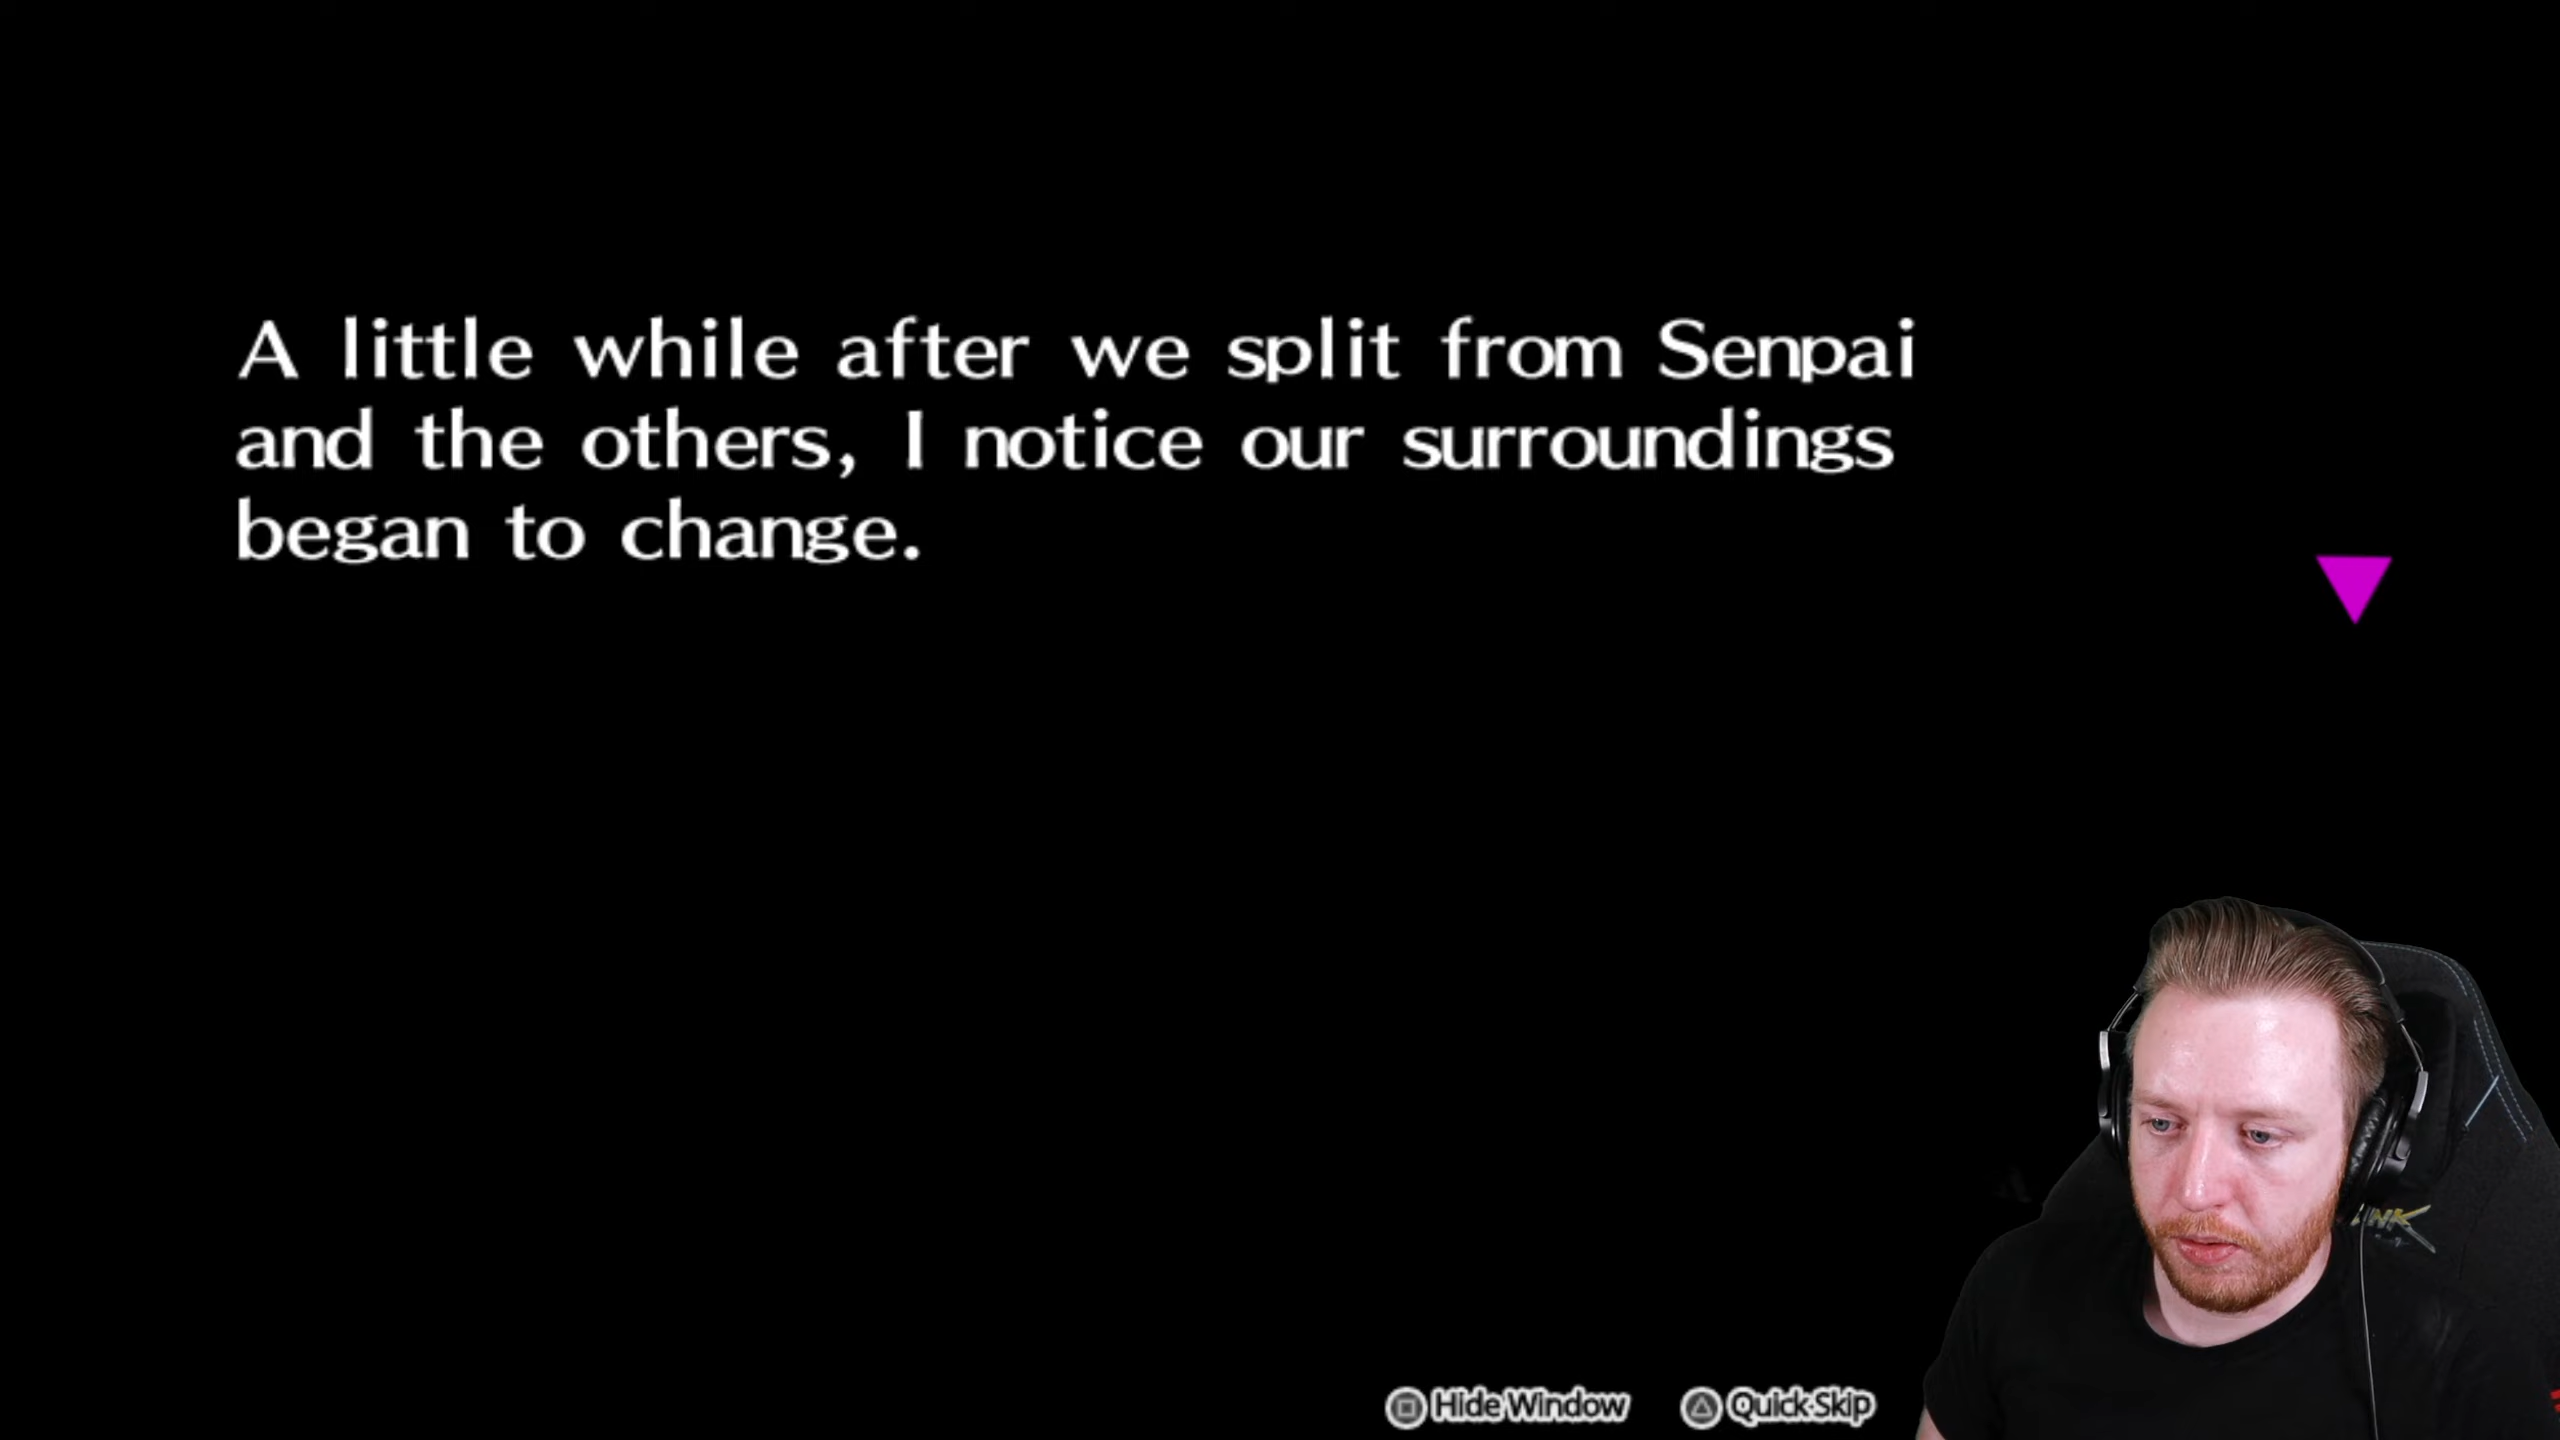 A little while after we split from Senpai
and the others, I notice our surroundings
began to change.
Hide Window Quick Skip